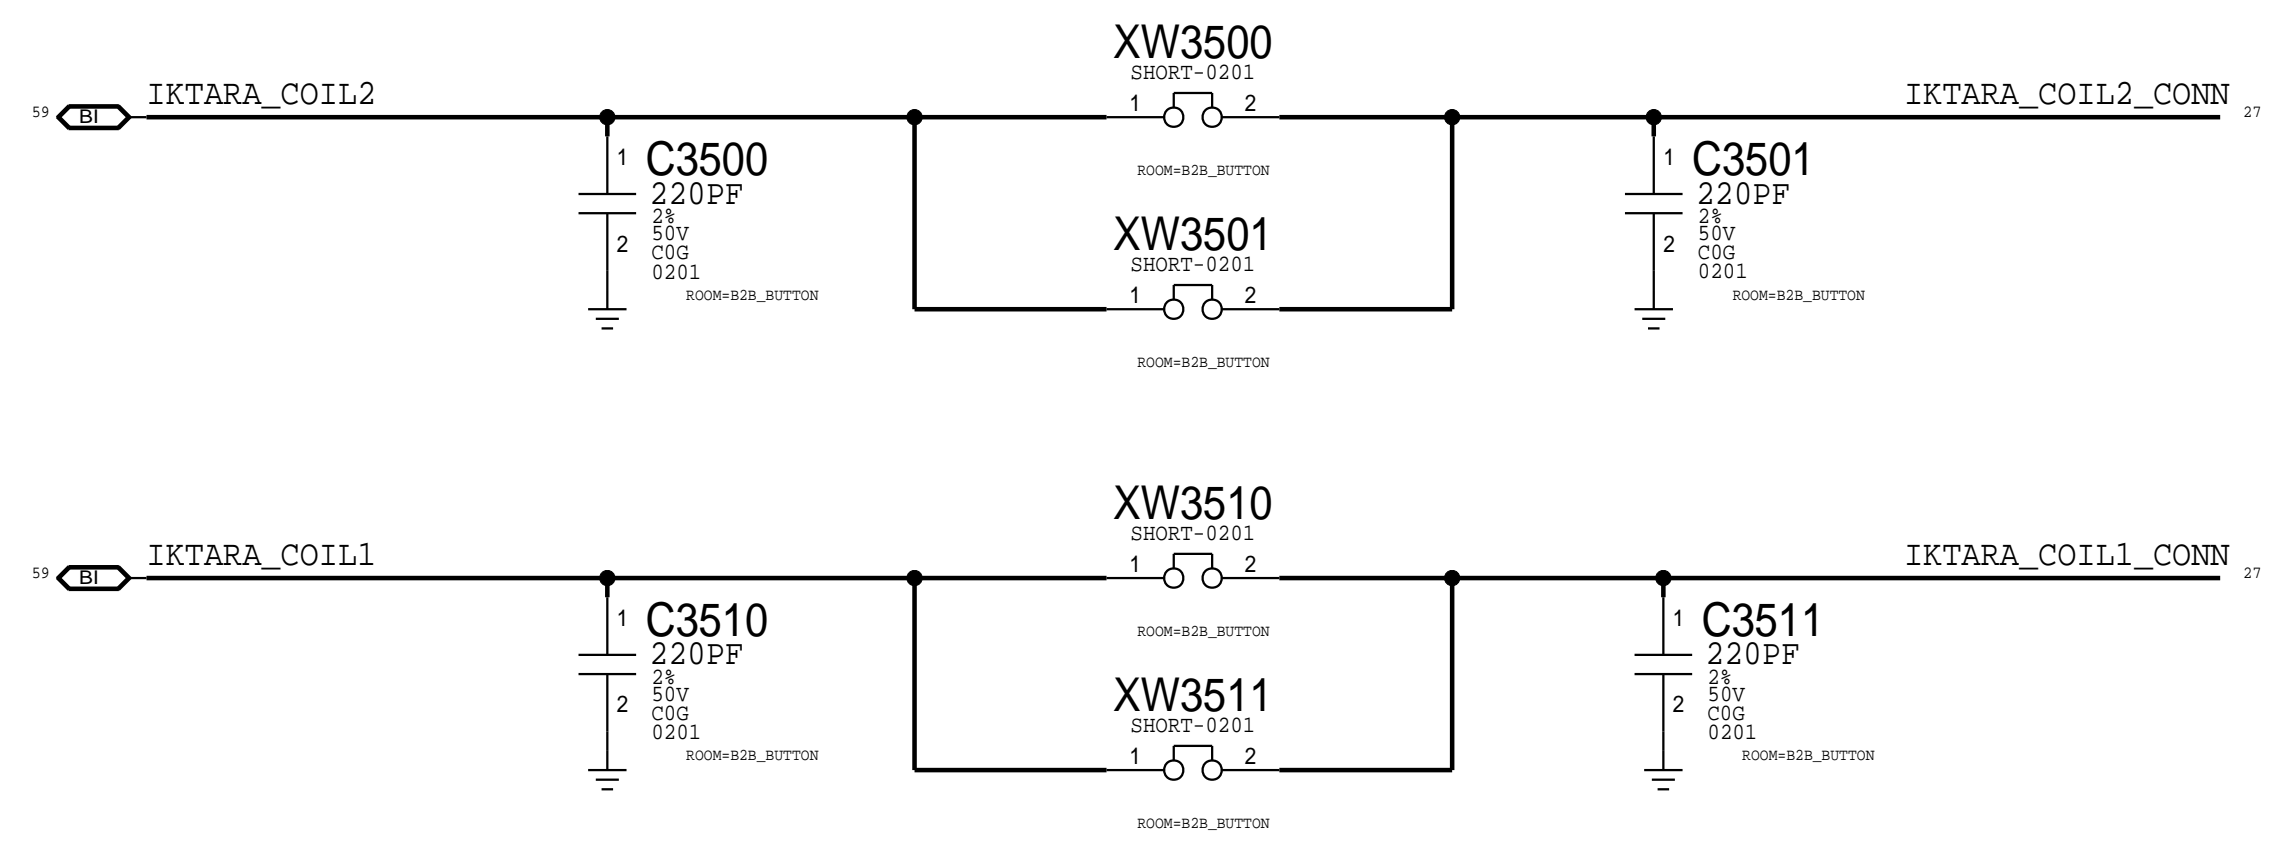 XW3500
SHORT-0201
IKTARA_COIL2
IKTARA_COIL2_CONN
59
BI
1
2
27
1
C3500
220PF
2%
50V
C0G
0201
2
ROOM=B2B_BUTTON
ROOM=B2B_BUTTON
1
C3501
220PF
2%
50V
C0G
0201
2
ROOM=B2B_BUTTON
XW3501
SHORT-0201
1
2
ROOM=B2B_BUTTON
XW3510
SHORT-0201
IKTARA_COIL1
IKTARA_COIL1_CONN
59
BI
1
2
27
1
C3510
220PF
2%
50V
C0G
0201
2
ROOM=B2B_BUTTON
ROOM=B2B_BUTTON
1
C3511
220PF
2%
50V
C0G
0201
2
ROOM=B2B_BUTTON
XW3511
SHORT-0201
1
2
ROOM=B2B_BUTTON